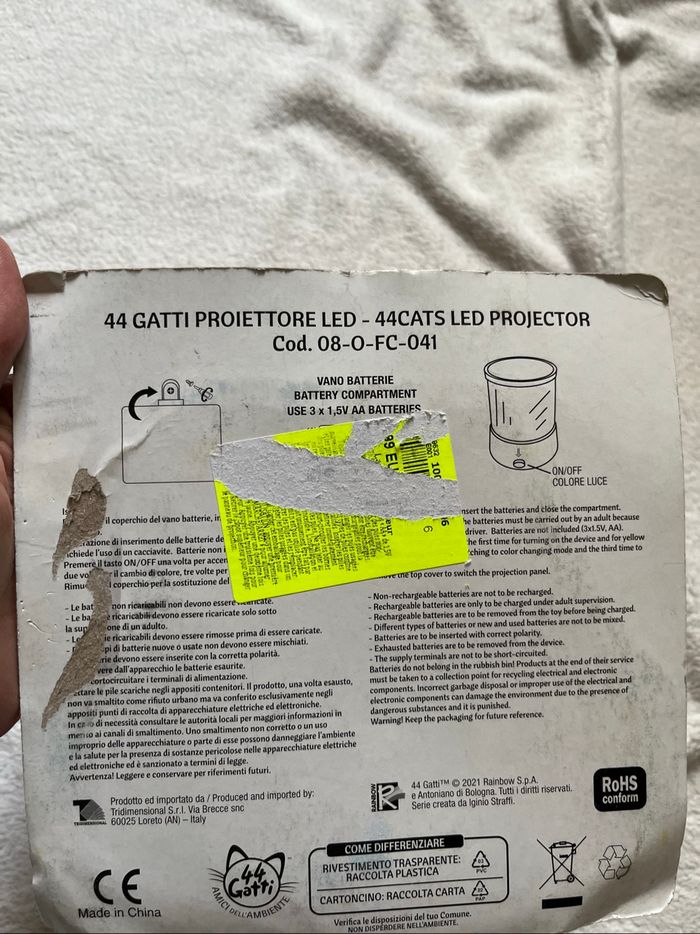 44 GATTI PROIETTORE LED - 44CATS LED PROJECTOR
Cod. 08-O-FC-041
VANO BATTERIE
BATTERY COMPARTMENT
USE 3 x 1,5V AA BATTERIES
ON/OFF
COLORE LUCE
99 EU
il coperchio del vano batterie,
azione di inserimento delle batterie
chiede l'uso di un cacciavite. Batterie non
Premere il tasto ON/OFF una volta per
due il cambio di colore, tre volte per
coperchio per la sostituzione del
- Le non ricaricabili non devono essere
- Le ricaricabili devono essere ricaricate solo sotto
la one di un adulto.
- ricaricabili devono essere rimosse prima di essere caricate.
- pi di batterie nuove o usate non devono essere mischiati.
devono essere inserite con la corretta polarità.
dall'apparecchio le batterie esaurite.
ortocircuitare i terminali di alimentazione.
ettare le pile scariche negli appositi contenitori. Il prodotto, una volta esausto,
non va smaltito come rifiuto urbano ma va conferito esclusivamente negli
appositi punti di raccolta di apparecchiature elettriche ed elettroniche.
In di necessità consultare le autorità locali per maggiori informazioni in
ai canali di smaltimento. Uno smaltimento non corretto o un uso
improprio delle apparecchiature o parte di esse possono danneggiare l'ambiente
e la salute per la presenza di sostanze pericolose nelle apparecchiature elettriche
ed elettroniche ed è sanzionato a termini di legge.
Avvertenza! Leggere e conservare per riferimenti futuri.
nsert the batteries and close the compartment.
he batteries must be carried out by an adult because
driver. Batteries are not included (3x1.5V, AA).
the first time for turning on the device and for yellow
tching to color changing mode and the third time to
the top cover to switch the projection panel.
- Non-rechargeable batteries are not to be recharged.
- Rechargeable batteries are only to be charged under adult supervision.
- Rechargeable batteries are to be removed from the toy before being charged.
- Different types of batteries or new and used batteries are not to be mixed.
- Batteries are to be inserted with correct polarity.
- Exhausted batteries are to be removed from the device.
- The supply terminals are not to be short-circuited.
Batteries do not belong in the rubbish bin! Products at the end of their service
must be taken to a collection point for recycling electrical and electronic
components. Incorrect garbage disposal or improper use of the electrical and
electronic components can damage the environment due to the presence of
dangerous substances and it is punished.
Warning! Keep the packaging for future reference.
TRIDIMENSIONAL
Prodotto ed importato da / Produced and imported by:
Tridimensional S.r.l. Via Brecce snc
60025 Loreto (AN) – Italy
RAINBOW
44 Gatti™ © 2021 Rainbow S.p.A.
e Antoniano di Bologna. Tutti i diritti riservati.
Serie creata da Iginio Straffi.
RoHS
conform
CE
Made in China
44
Gatti
AMICI DELL'AMBIENTE
COME DIFFERENZIARE
RIVESTIMENTO TRASPARENTE:
RACCOLTA PLASTICA
03
PVC
CARTONCINO: RACCOLTA CARTA
PAP
Verifica le disposizioni del tuo Comune.
NON DISPERDERE NELL'AMBIENTE.